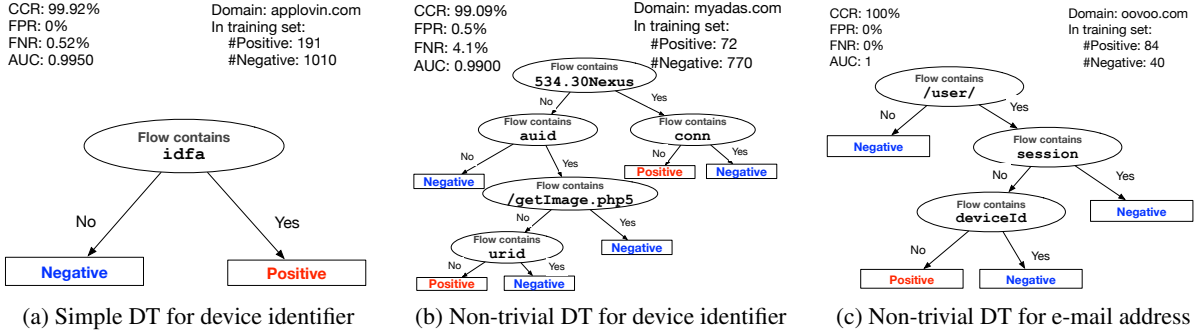 CCR: 99.92%
FPR: 0%
FNR: 0.52%
AUC: 0.9950
Domain: applovin.com
In training set:
#Positive: 191
#Negative: 1010
Flow contains
idfa
No
Yes
Negative
Positive
(a) Simple DT for device identifier
CCR: 99.09%
FPR: 0.5%
FNR: 4.1%
AUC: 0.9900
Domain: myadas.com
In training set:
#Positive: 72
#Negative: 770
Flow contains
534.30Nexus
No
Yes
Flow contains
auid
Flow contains
conn
No
Yes
No
Yes
Negative
Positive
Negative
Flow contains
/getImage.php5
No
Yes
Flow contains
urid
Negative
No
Yes
Positive
Negative
(b) Non-trivial DT for device identifier
CCR: 100%
FPR: 0%
FNR: 0%
AUC: 1
Domain: oovoo.com
In training set:
#Positive: 84
#Negative: 40
Flow contains
/user/
No
Yes
Negative
Flow contains
session
No
Yes
Flow contains
deviceId
Negative
No
Yes
Positive
Negative
(c) Non-trivial DT for e-mail address